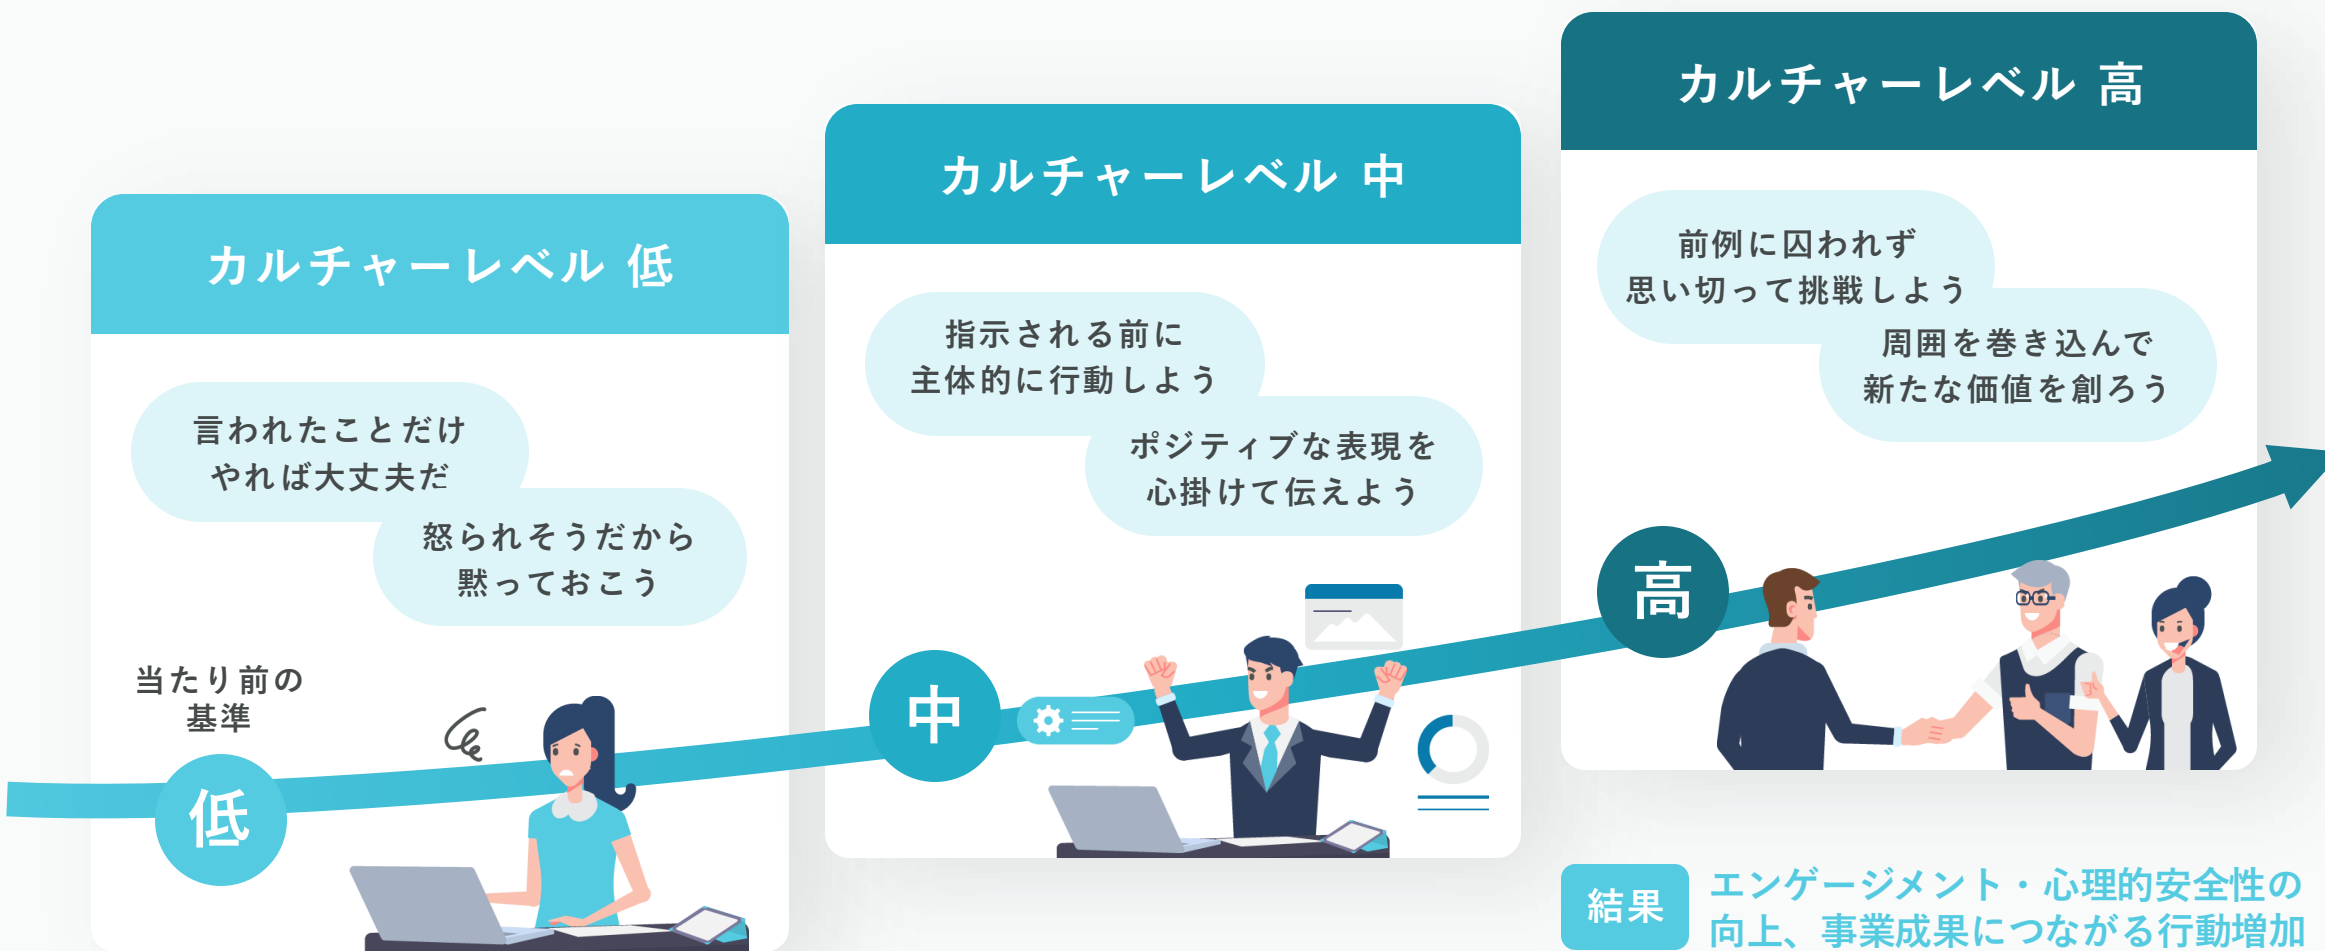 カルチャーレベル 低
言われたことだけ
やれば大丈夫だ
怒られそうだから
黙っておこう
当たり前の
基準
低
カルチャーレベル 中
指示される前に
主体的に行動しよう
ポジティブな表現を
心掛けて伝えよう
中
カルチャーレベル 高
前例に囚われず
思い切って挑戦しよう
周囲を巻き込んで
新たな価値を創ろう
高
結果
エンゲージメント・心理的安全性の
向上、事業成果につながる行動増加